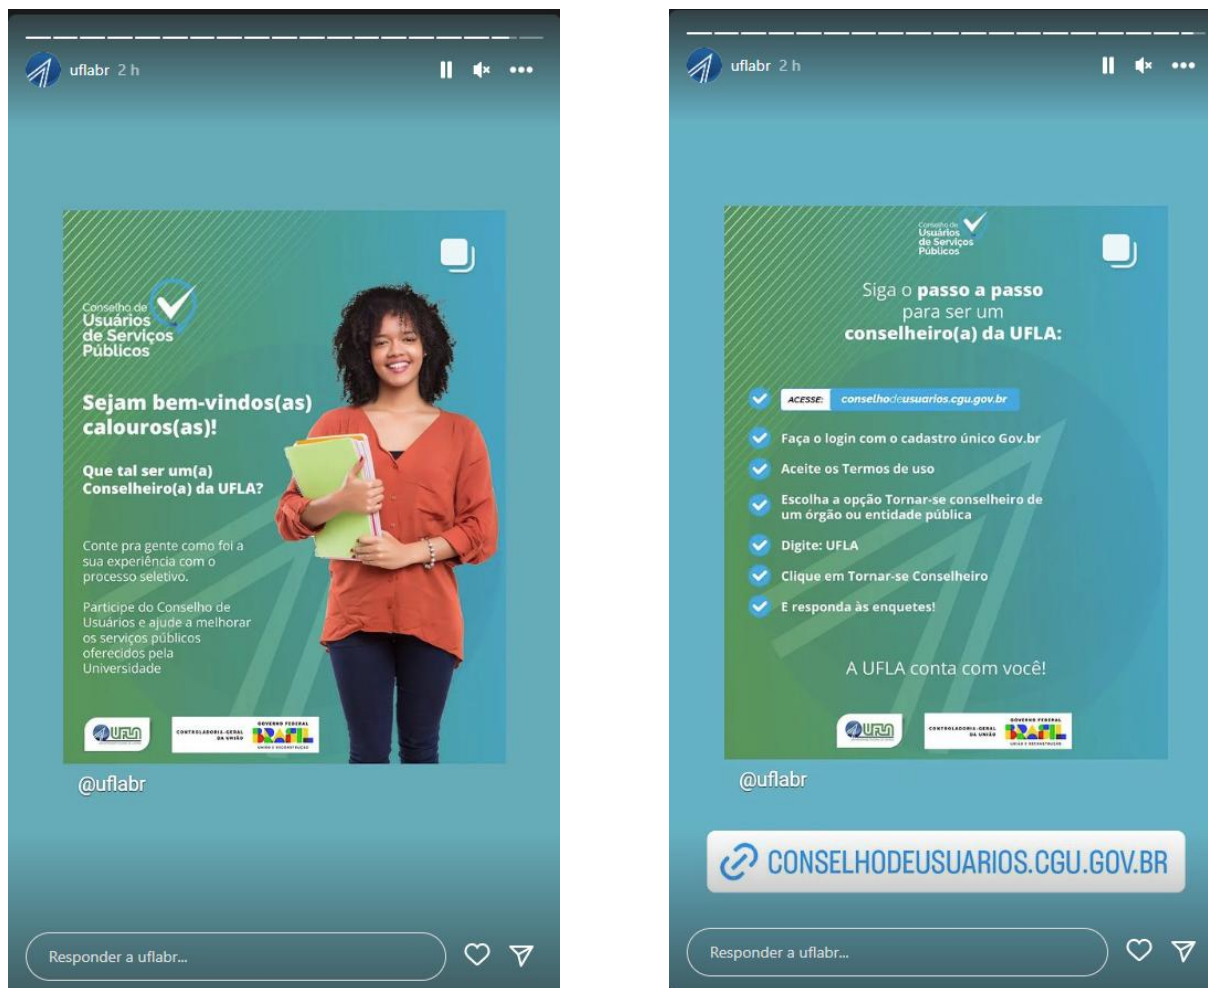 uflabr 2 h
Conselho de
Usuários
de Serviços
Públicos
Sejam bem-vindos(as)
calouros(as)!
Que tal ser um(a)
Conselheiro(a) da UFLA?
Conte pra gente como foi a
sua experiência com o
processo seletivo.
Participe do Conselho de
Usuários e ajude a melhorar
os serviços públicos
oferecidos pela
Universidade
UFLA
CONTROLADORIA-GERAL
DA UNIÃO
GOVERNO FEDERAL
BRASIL
UNIÃO E RECONSTRUÇÃO
@uflabr
Responder a uflabr...
uflabr 2 h
Conselho de
Usuários
de Serviços
Públicos
Siga o passo a passo
para ser um
conselheiro(a) da UFLA:
ACESSE: conselhodeusuarios.cgu.gov.br
Faça o login com o cadastro único Gov.br
Aceite os Termos de uso
Escolha a opção Tornar-se conselheiro de
um órgão ou entidade pública
Digite: UFLA
Clique em Tornar-se Conselheiro
E responda às enquetes!
A UFLA conta com você!
UFLA
CONTROLADORIA-GERAL
DA UNIÃO
GOVERNO FEDERAL
BRASIL
UNIÃO E RECONSTRUÇÃO
@uflabr
CONSELHODEUSUARIOS.CGU.GOV.BR
Responder a uflabr...